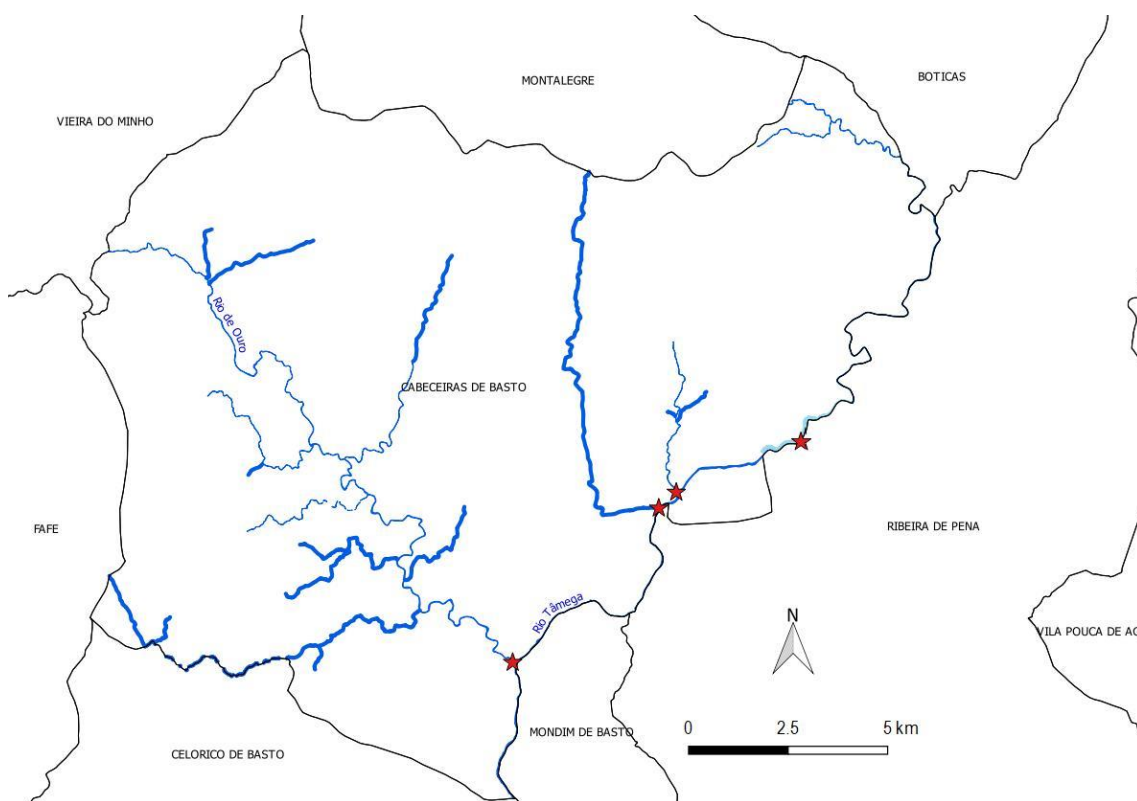 MONTALEGRE
BOTICAS
VIEIRA DO MINHO
Rio de Ouro
CABECEIRAS DE BASTO
FAFE
RIBEIRA DE PENA
Rio Tâmega
N
VILA POUCA DE AG
0 2.5 5 km
MONDIM DE BASTO
CELORICO DE BASTO